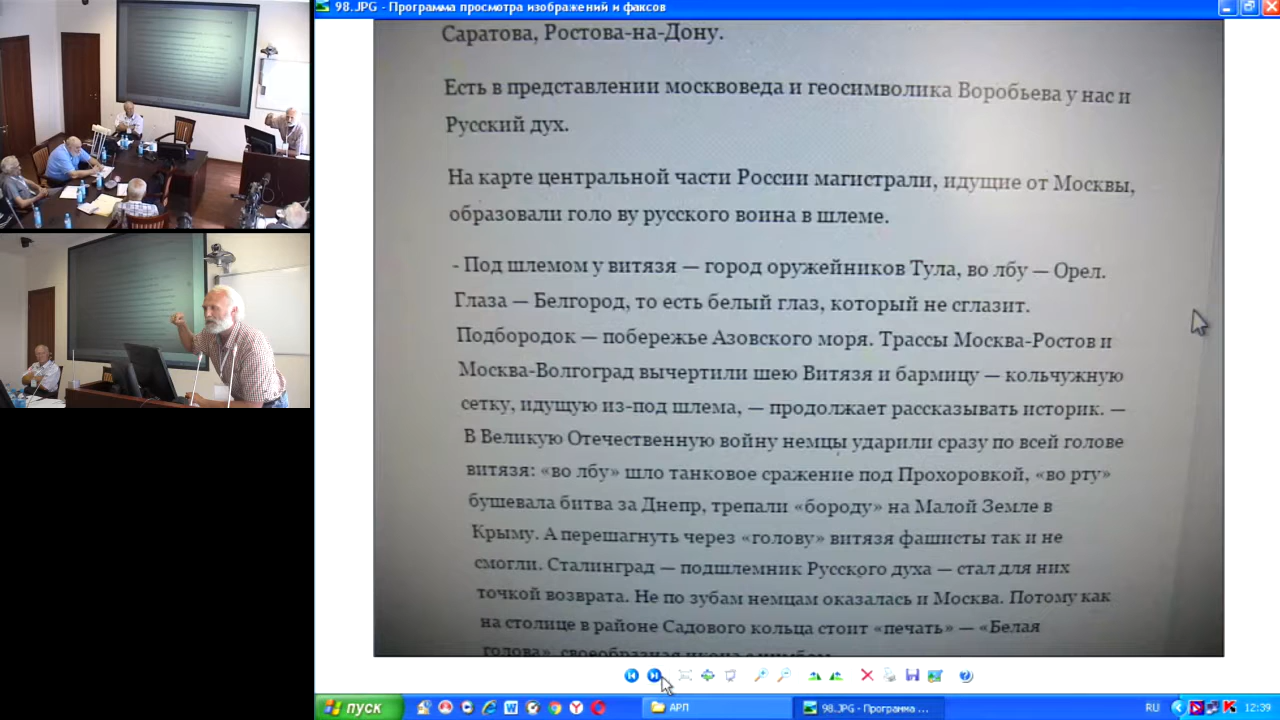 98.JPG - Программа просмотра изображений и факсов
Саратова, Ростова-на-Дону.
Есть в представлении москвоведа и геосимволика Воробьева у нас и
Русский дух.
На карте центральной части России магистрали, идущие от Москвы,
образовали голо ву русского воина в шлеме.
- Под шлемом у витязя — город оружейников Тула, во лбу — Орел.
Глаза — Белгород, то есть белый глаз, который не сглазит.
Подбородок — побережье Азовского моря. Трассы Москва-Ростов и
Москва-Волгоград вычертили шею Витязя и бармицу — кольчужную
сетку, идущую из-под шлема, — продолжает рассказывать историк. —
В Великую Отечественную войну немцы ударили сразу по всей голове
витязя: «во лбу» шло танковое сражение под Прохоровкой, «во рту»
бушевала битва за Днепр, трепали «бороду» на Малой Земле в
Крыму. А перешагнуть через «голову» витязя фашисты так и не
смогли. Сталинград — подшлемник Русского духа — стал для них
точкой возврата. Не по зубам немцам оказалась и Москва. Потому как
на столице в районе Садового кольца стоит «печать» — «Белая
голова», своеобразная икона с нимбом
пуск
АРЛ
98.JPG - Программа ...
RU
12:39